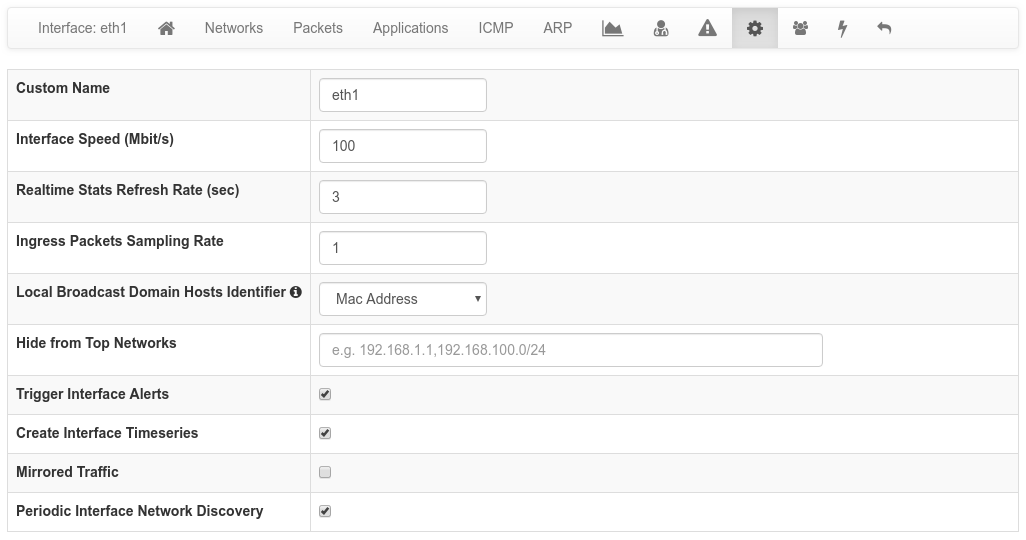 Interface: eth1 Networks Packets Applications ICMP ARP
Custom Name eth1
Interface Speed (Mbit/s) 100
Realtime Stats Refresh Rate (sec) 3
Ingress Packets Sampling Rate 1
Local Broadcast Domain Hosts Identifier Mac Address
Hide from Top Networks e.g. 192.168.1.1,192.168.100.0/24
Trigger Interface Alerts
Create Interface Timeseries
Mirrored Traffic
Periodic Interface Network Discovery